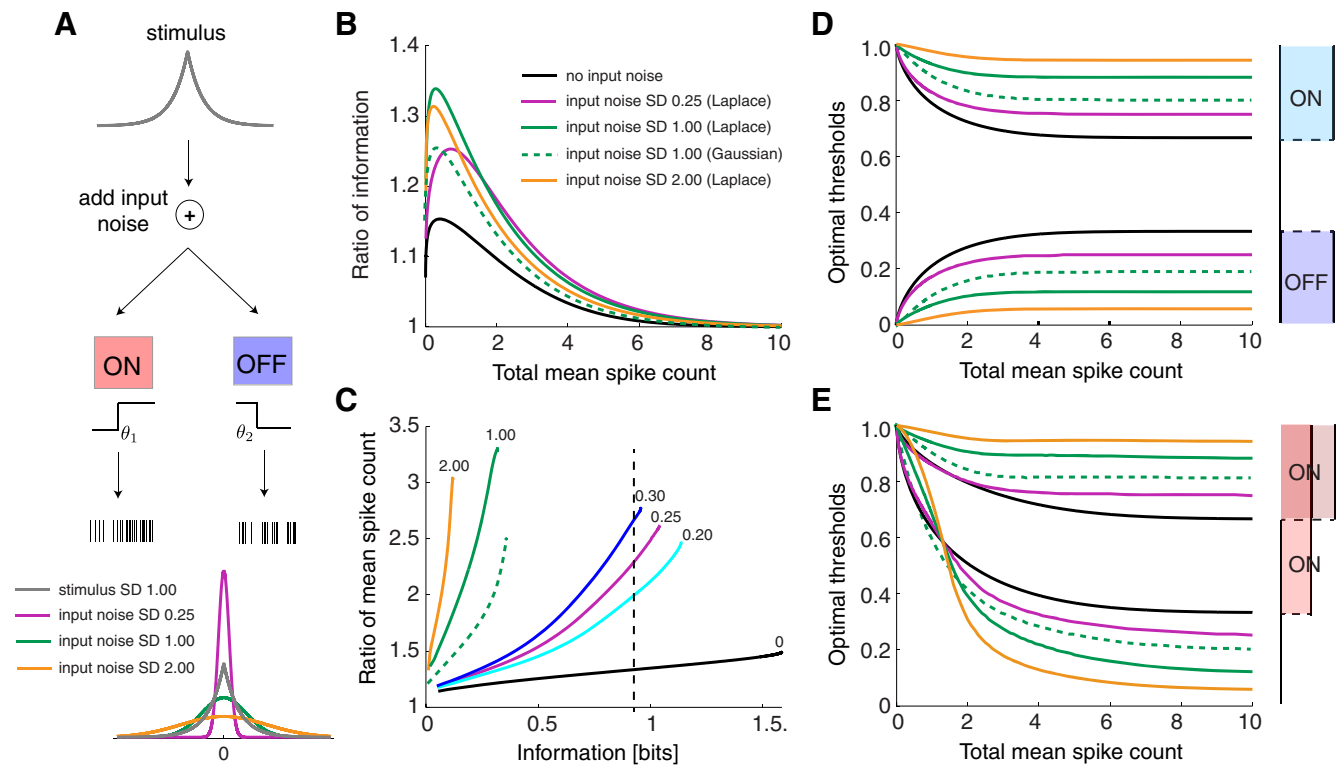 A
stimulus
add input
noise
+
ON
OFF
θ1
θ2
stimulus SD 1.00
input noise SD 0.25
input noise SD 1.00
input noise SD 2.00
0
B
1.4
1.3
1.2
1.1
1
Ratio of information
no input noise
input noise SD 0.25 (Laplace)
input noise SD 1.00 (Laplace)
input noise SD 1.00 (Gaussian)
input noise SD 2.00 (Laplace)
0 2 4 6 8 10
Total mean spike count
C
3.5
3
2.5
2
1.5
1
Ratio of mean spike count
2.00
1.00
0.30
0.25
0.20
0
0 0.5 1 1.5.
Information [bits]
D
1.0
0.8
0.6
0.4
0.2
0
Optimal thresholds
0 2 4 6 8 10
Total mean spike count
ON
OFF
E
1.0
0.8
0.6
0.4
0.2
0
Optimal thresholds
0 2 4 6 8 10
Total mean spike count
ON
ON